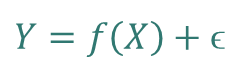 Y = f(X) + ϵ